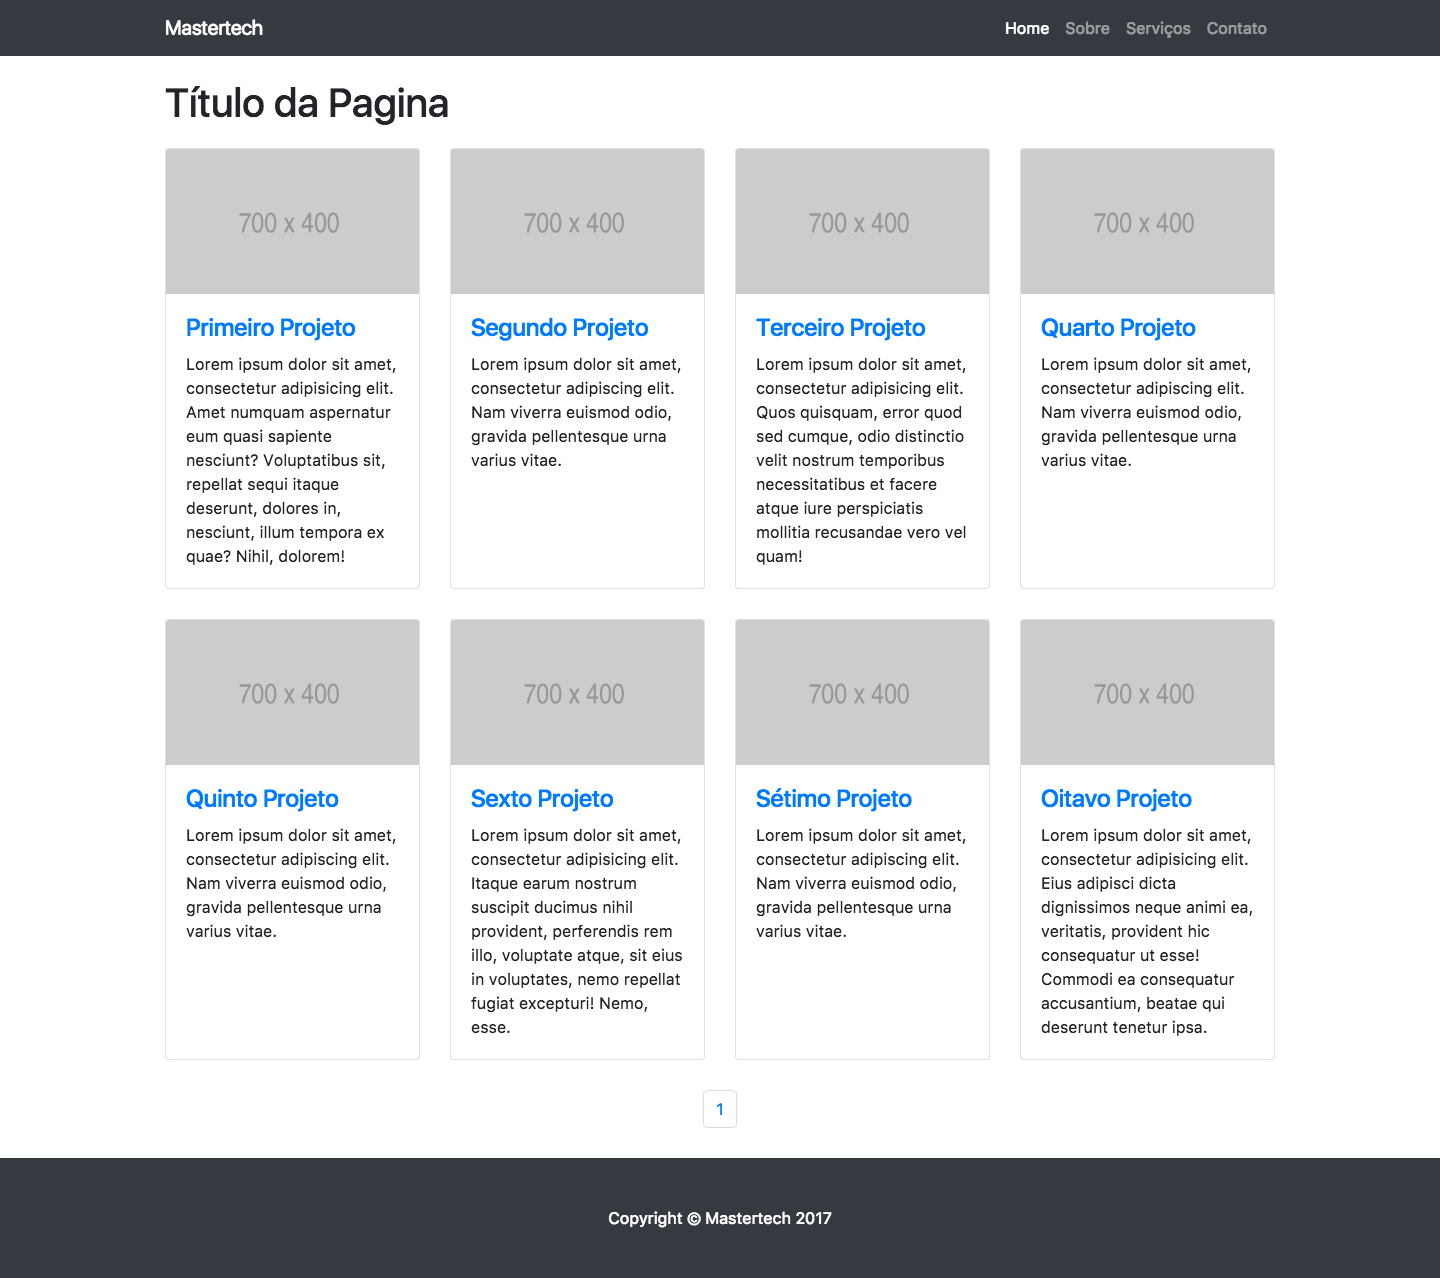 Mastertech
Home Sobre Serviços Contato
Título da Pagina
700 x 400
Primeiro Projeto
Lorem ipsum dolor sit amet,
consectetur adipisicing elit.
Amet numquam aspernatur
eum quasi sapiente
nesciunt? Voluptatibus sit,
repellat sequi itaque
deserunt, dolores in,
nesciunt, illum tempora ex
quae? Nihil, dolorem!
700 x 400
Segundo Projeto
Lorem ipsum dolor sit amet,
consectetur adipiscing elit.
Nam viverra euismod odio,
gravida pellentesque urna
varius vitae.
700 x 400
Terceiro Projeto
Lorem ipsum dolor sit amet,
consectetur adipisicing elit.
Quos quisquam, error quod
sed cumque, odio distinctio
velit nostrum temporibus
necessitatibus et facere
atque iure perspiciatis
mollitia recusandae vero vel
quam!
700 x 400
Quarto Projeto
Lorem ipsum dolor sit amet,
consectetur adipiscing elit.
Nam viverra euismod odio,
gravida pellentesque urna
varius vitae.
700 x 400
Quinto Projeto
Lorem ipsum dolor sit amet,
consectetur adipiscing elit.
Nam viverra euismod odio,
gravida pellentesque urna
varius vitae.
700 x 400
Sexto Projeto
Lorem ipsum dolor sit amet,
consectetur adipisicing elit.
Itaque earum nostrum
suscipit ducimus nihil
provident, perferendis rem
illo, voluptate atque, sit eius
in voluptates, nemo repellat
fugiat excepturi! Nemo,
esse.
700 x 400
Sétimo Projeto
Lorem ipsum dolor sit amet,
consectetur adipiscing elit.
Nam viverra euismod odio,
gravida pellentesque urna
varius vitae.
700 x 400
Oitavo Projeto
Lorem ipsum dolor sit amet,
consectetur adipisicing elit.
Eius adipisci dicta
dignissimos neque animi ea,
veritatis, provident hic
consequatur ut esse!
Commodi ea consequatur
accusantium, beatae qui
deserunt tenetur ipsa.
1
Copyright © Mastertech 2017